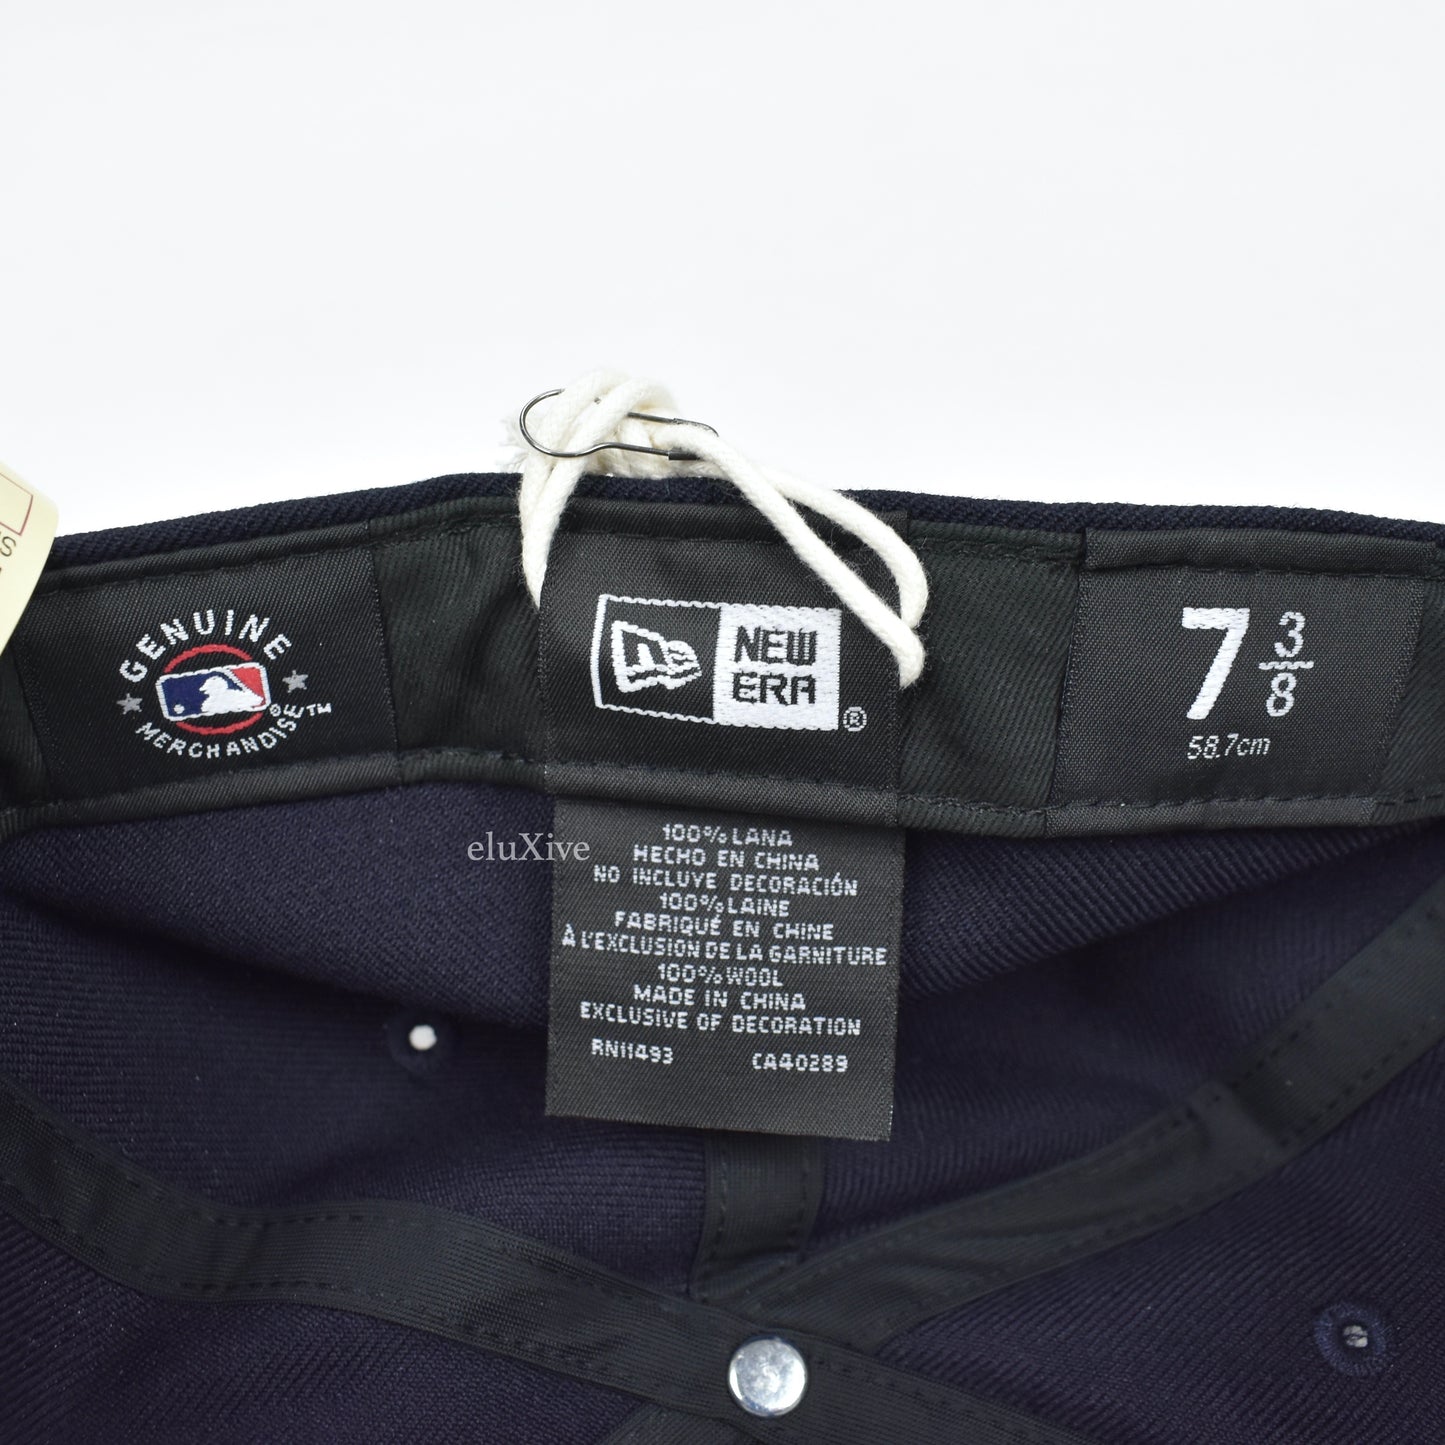 GENUINE
MERCHANDISE™
®
NEW
ERA
®
7 3/8
58.7cm
eluXive
100% LANA
HECHO EN CHINA
NO INCLUYE DECORACIÓN
100% LAINE
FABRIQUÉ EN CHINE
À L'EXCLUSION DE LA GARNITURE
100% WOOL
MADE IN CHINA
EXCLUSIVE OF DECORATION
RN11493 CA40289